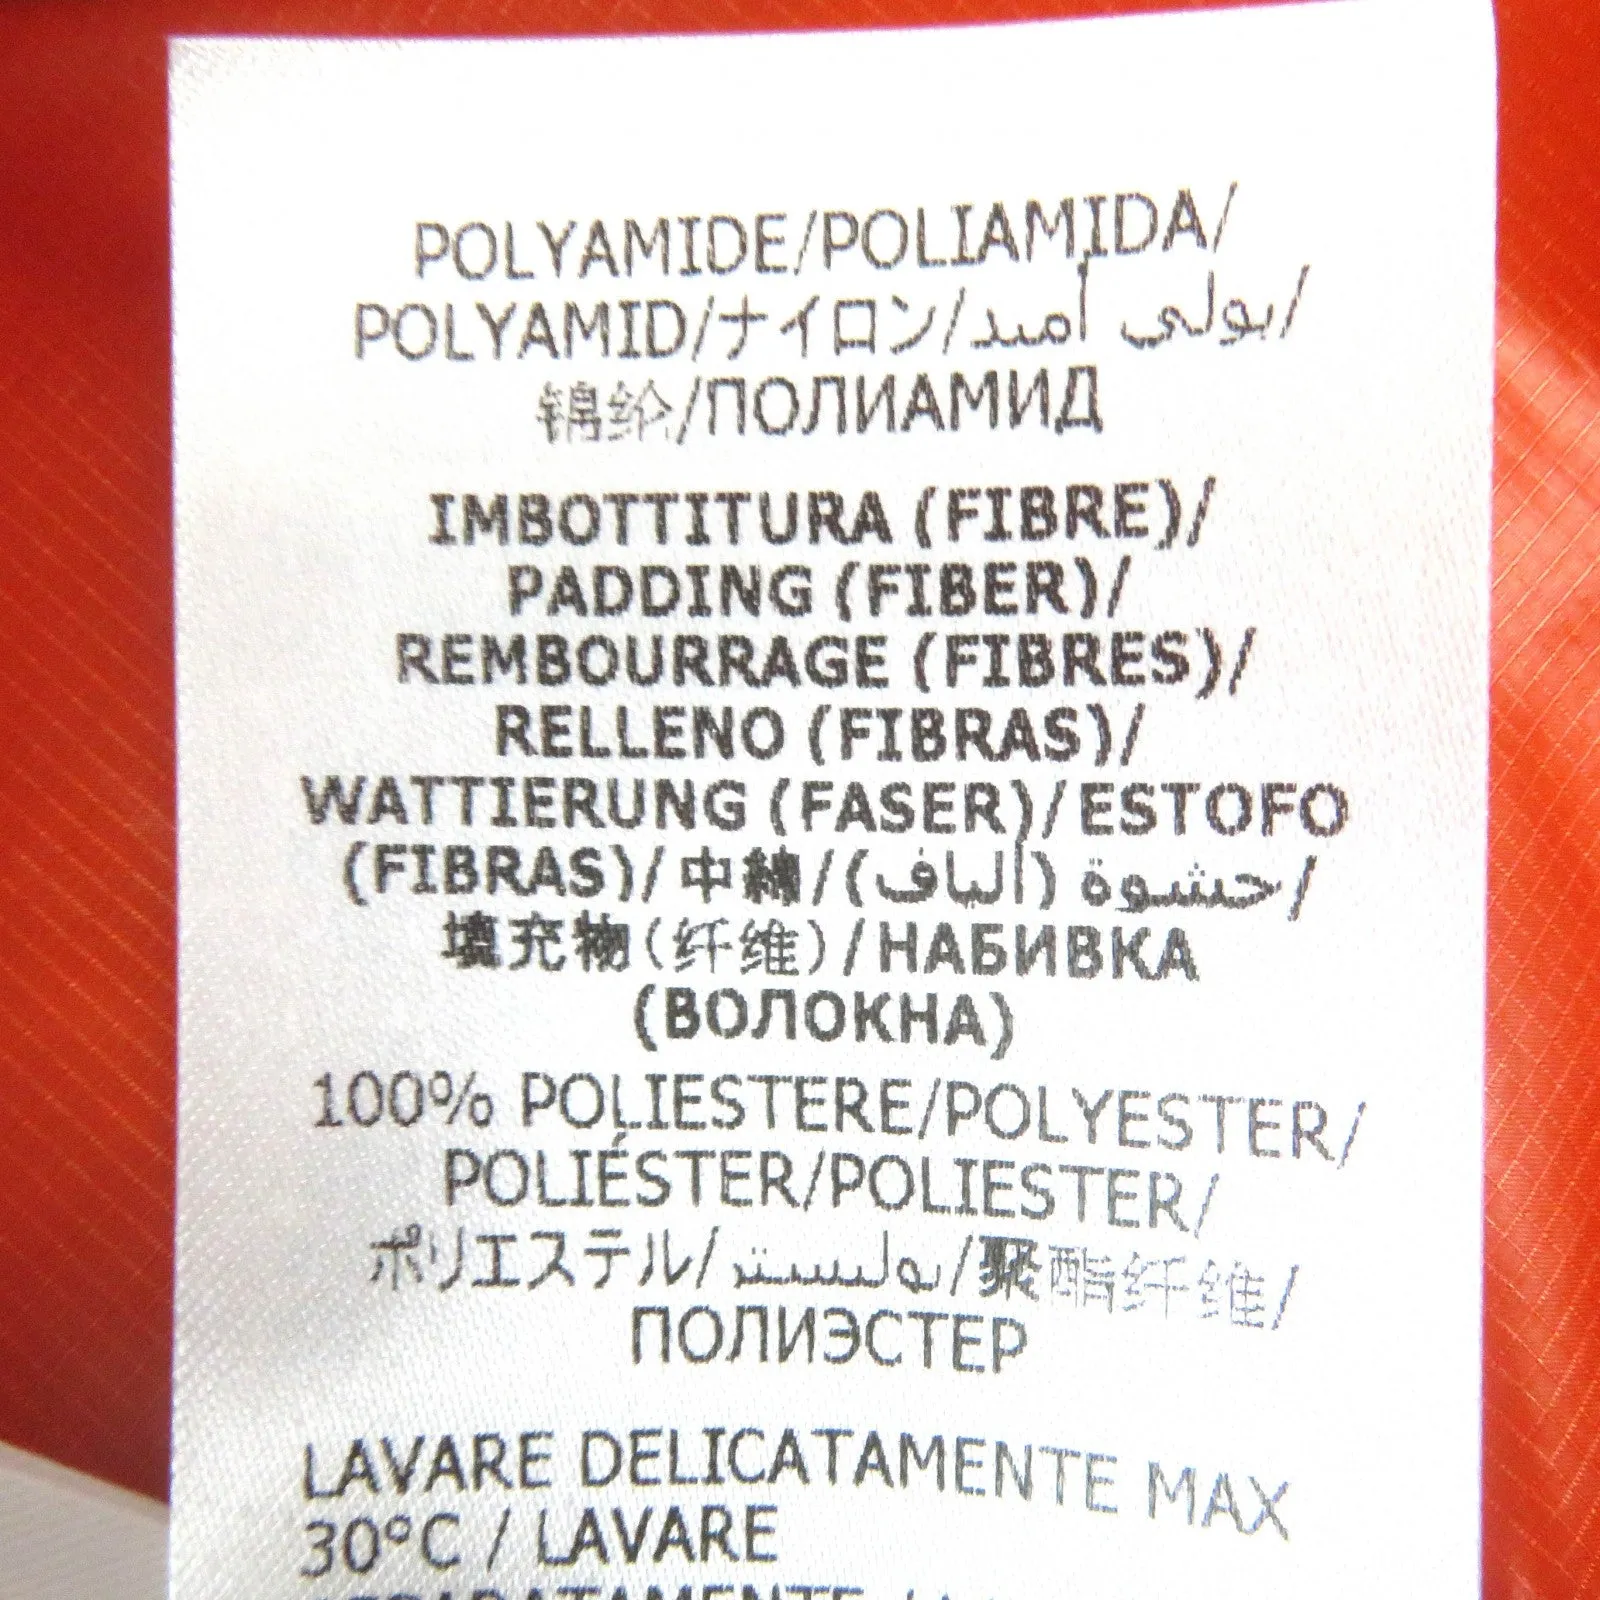 POLYAMIDE/POLIAMIDA/
POLYAMID/ナイロン/بولي أميد/
锦纶/ПОЛИАМИД
IMBOTTITURA (FIBRE)/
PADDING (FIBER)/
REMBOURRAGE (FIBRES)/
RELLENO (FIBRAS)/
WATTIERUNG (FASER)/ESTOFO
(FIBRAS)/中綿/حشوة (ألياف)/
填充物(纤维)/НАБИВКА
(ВОЛОКНА)
100% POLIESTERE/POLYESTER/
POLIÉSTER/POLIESTER/
ポリエステル/بوليستر/聚酯纤维/
ПОЛИЭСТЕР
LAVARE DELICATAMENTE MAX
30°C / LAVARE